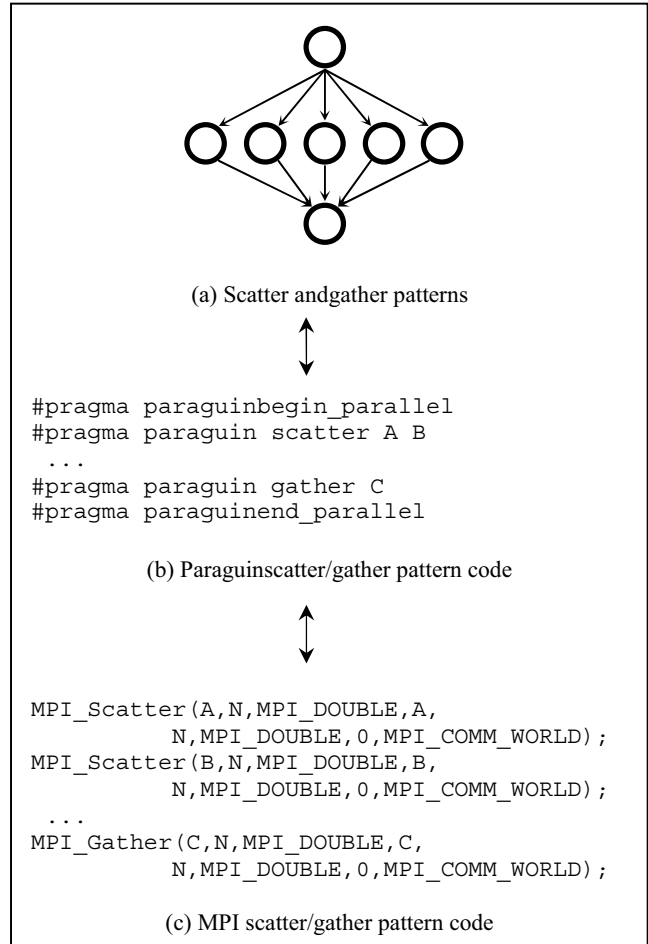 (a) Scatter andgather patterns
#pragma paraguinbegin_parallel
#pragma paraguin scatter A B
...
#pragma paraguin gather C
#pragma paraguinend_parallel
(b) Paraguinscatter/gather pattern code
MPI_Scatter(A,N,MPI_DOUBLE,A,
N,MPI_DOUBLE,0,MPI_COMM_WORLD);
MPI_Scatter(B,N,MPI_DOUBLE,B,
N,MPI_DOUBLE,0,MPI_COMM_WORLD);
...
MPI_Gather(C,N,MPI_DOUBLE,C,
N,MPI_DOUBLE,0,MPI_COMM_WORLD);
(c) MPI scatter/gather pattern code